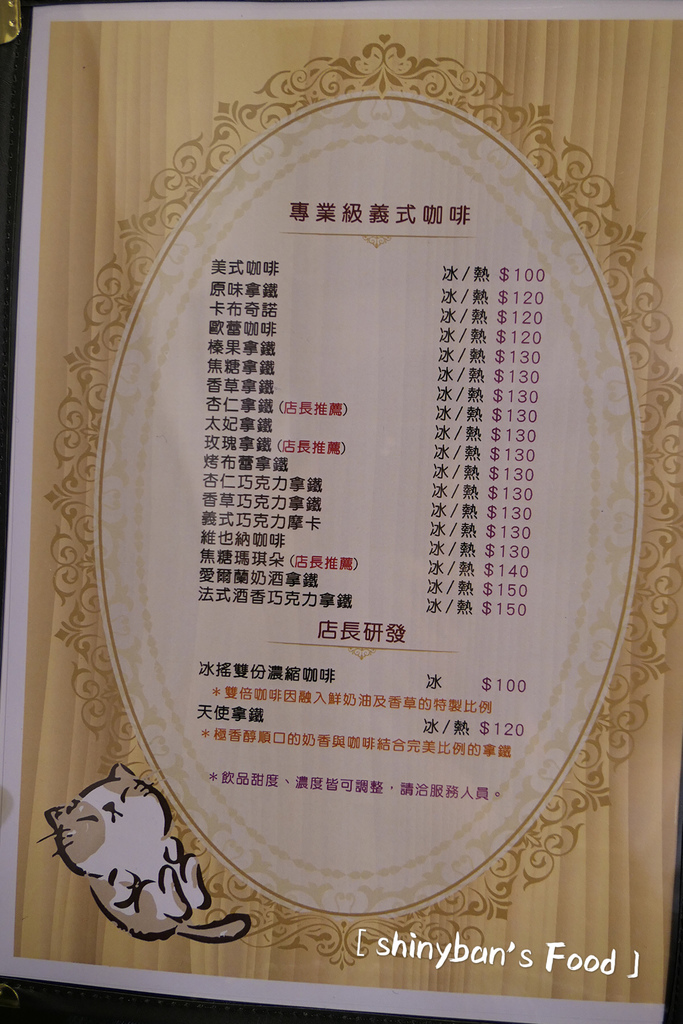 專業級義式咖啡
美式咖啡 冰/熱 $100
原味拿鐵 冰/熱 $120
卡布奇諾 冰/熱 $120
歐蕾咖啡 冰/熱 $120
榛果拿鐵 冰/熱 $130
焦糖拿鐵 冰/熱 $130
香草拿鐵 冰/熱 $130
杏仁拿鐵(店長推薦) 冰/熱 $130
太妃拿鐵 冰/熱 $130
玫瑰拿鐵(店長推薦) 冰/熱 $130
烤布蕾拿鐵 冰/熱 $130
杏仁巧克力拿鐵 冰/熱 $130
香草巧克力拿鐵 冰/熱 $130
義式巧克力摩卡 冰/熱 $130
維也納咖啡 冰/熱 $130
焦糖瑪琪朵(店長推薦) 冰/熱 $140
愛爾蘭奶酒拿鐵 冰/熱 $150
法式酒香巧克力拿鐵 冰/熱 $150
店長研發
冰搖雙份濃縮咖啡 冰 $100
＊雙倍咖啡因融入鮮奶油及香草的特製比例
天使拿鐵 冰/熱 $120
＊極香醇順口的奶香與咖啡結合完美比例的拿鐵
＊飲品甜度、濃度皆可調整，請洽服務人員。
[ shinyban's Food ]